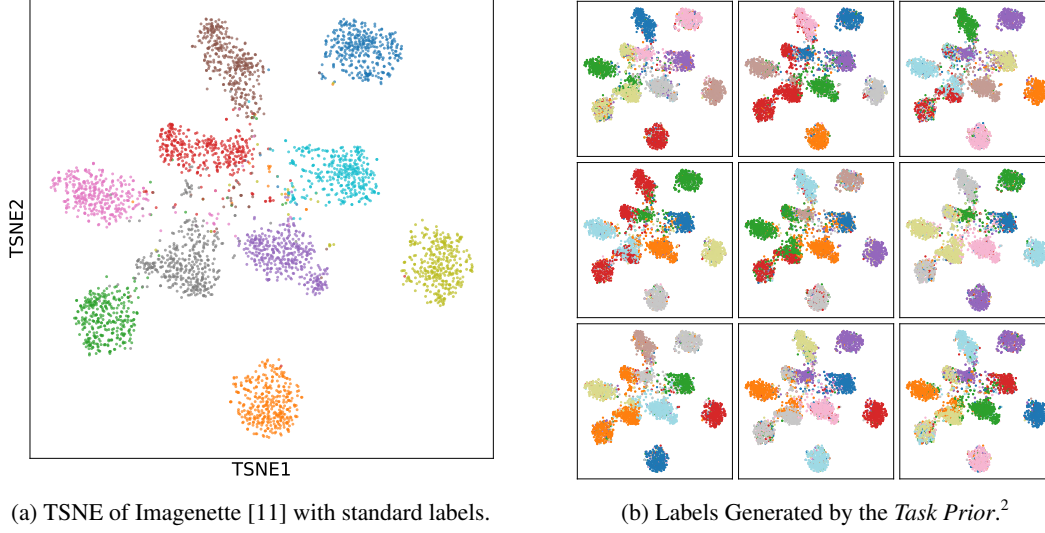 TSNE2
TSNE1
(a) TSNE of Imagenette [11] with standard labels.
(b) Labels Generated by the Task Prior.2